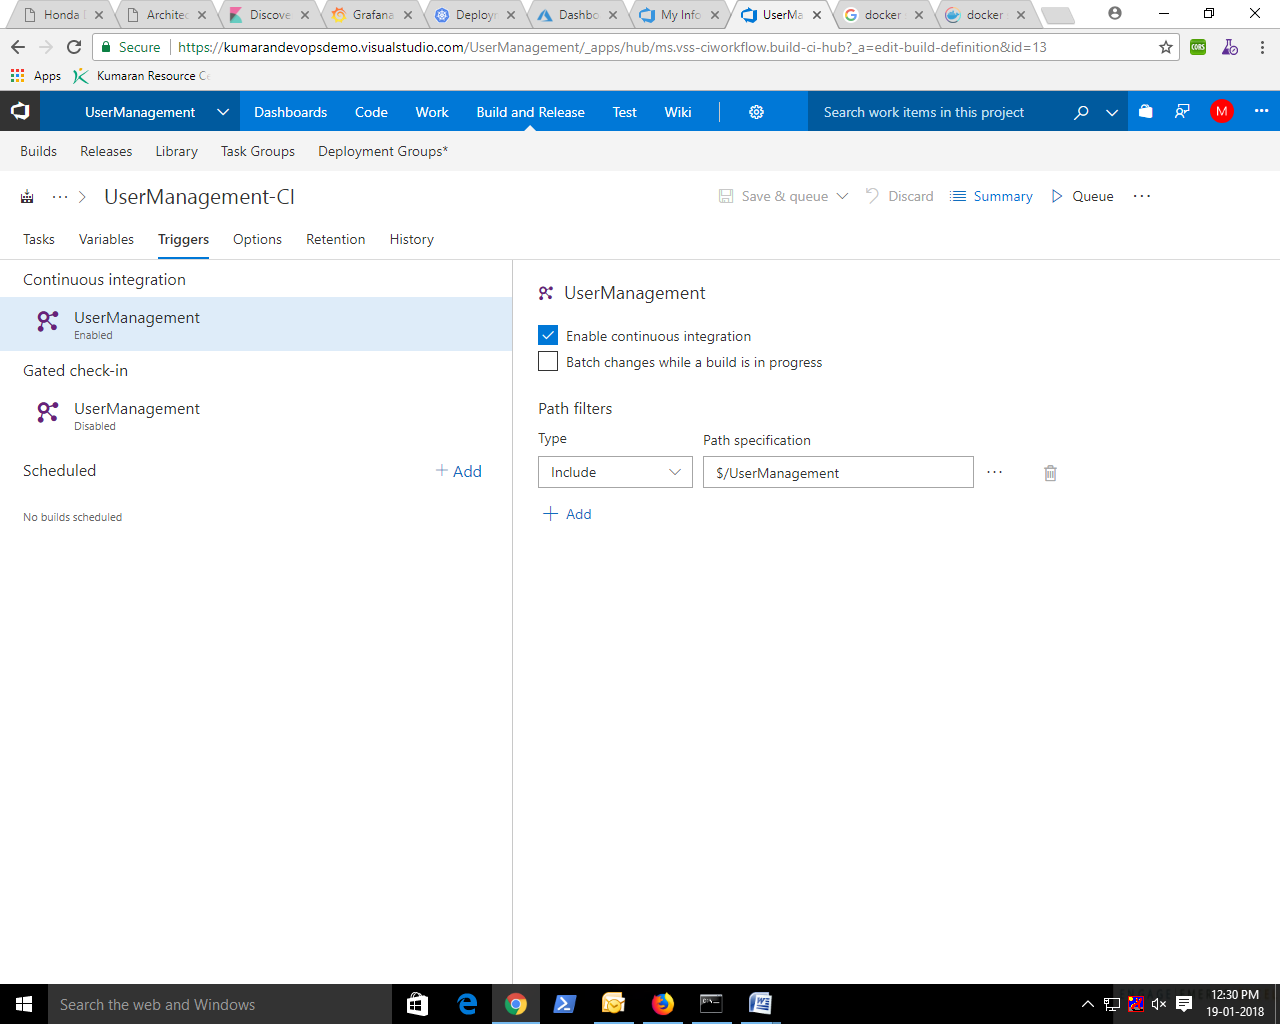 Honda
Architec
Discove
Grafana
Deploym
Dashbo
My Info
UserMa
docker
docker
Secure
https://kumarandevopsdemo.visualstudio.com/UserManagement/_apps/hub/ms.vss-ciworkflow.build-ci-hub?_a=edit-build-definition&id=13
CORS
Apps
Kumaran Resource Ce
UserManagement
Dashboards
Code
Work
Build and Release
Test
Wiki
Search work items in this project
M
Builds
Releases
Library
Task Groups
Deployment Groups*
... > UserManagement-CI
Save & queue
Discard
Summary
Queue
...
Tasks
Variables
Triggers
Options
Retention
History
Continuous integration
UserManagement
Enabled
Gated check-in
UserManagement
Disabled
Scheduled
+ Add
No builds scheduled
UserManagement
Enable continuous integration
Batch changes while a build is in progress
Path filters
Type
Path specification
Include
$/UserManagement
...
+ Add
Search the web and Windows
12:30 PM
19-01-2018